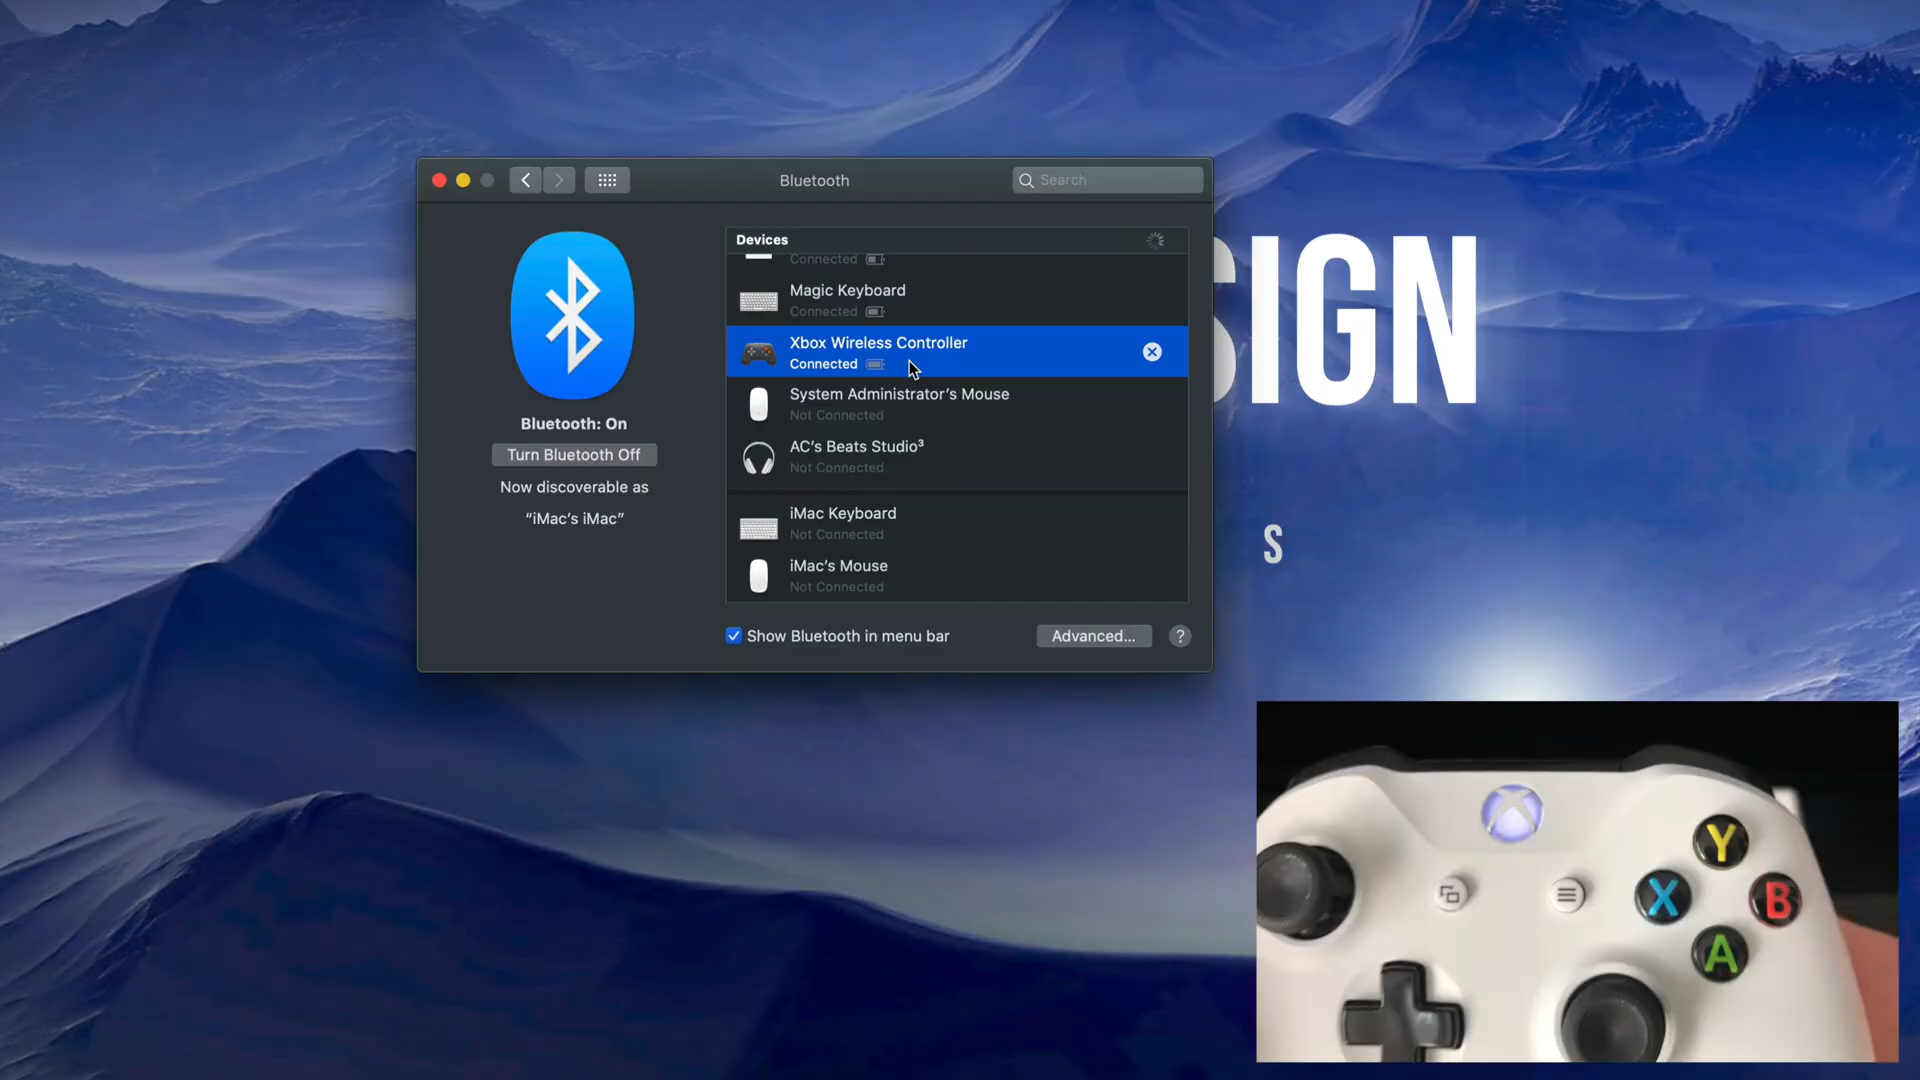 Bluetooth
Search
Devices
Connected
Magic Keyboard
Connected
Xbox Wireless Controller
Connected
System Administrator's Mouse
Not Connected
AC's Beats Studio³
Not Connected
iMac Keyboard
Not Connected
iMac's Mouse
Not Connected
Bluetooth: On
Turn Bluetooth Off
Now discoverable as
“iMac's iMac”
Show Bluetooth in menu bar
Advanced...
?
SIGN
S
Y
X
B
A